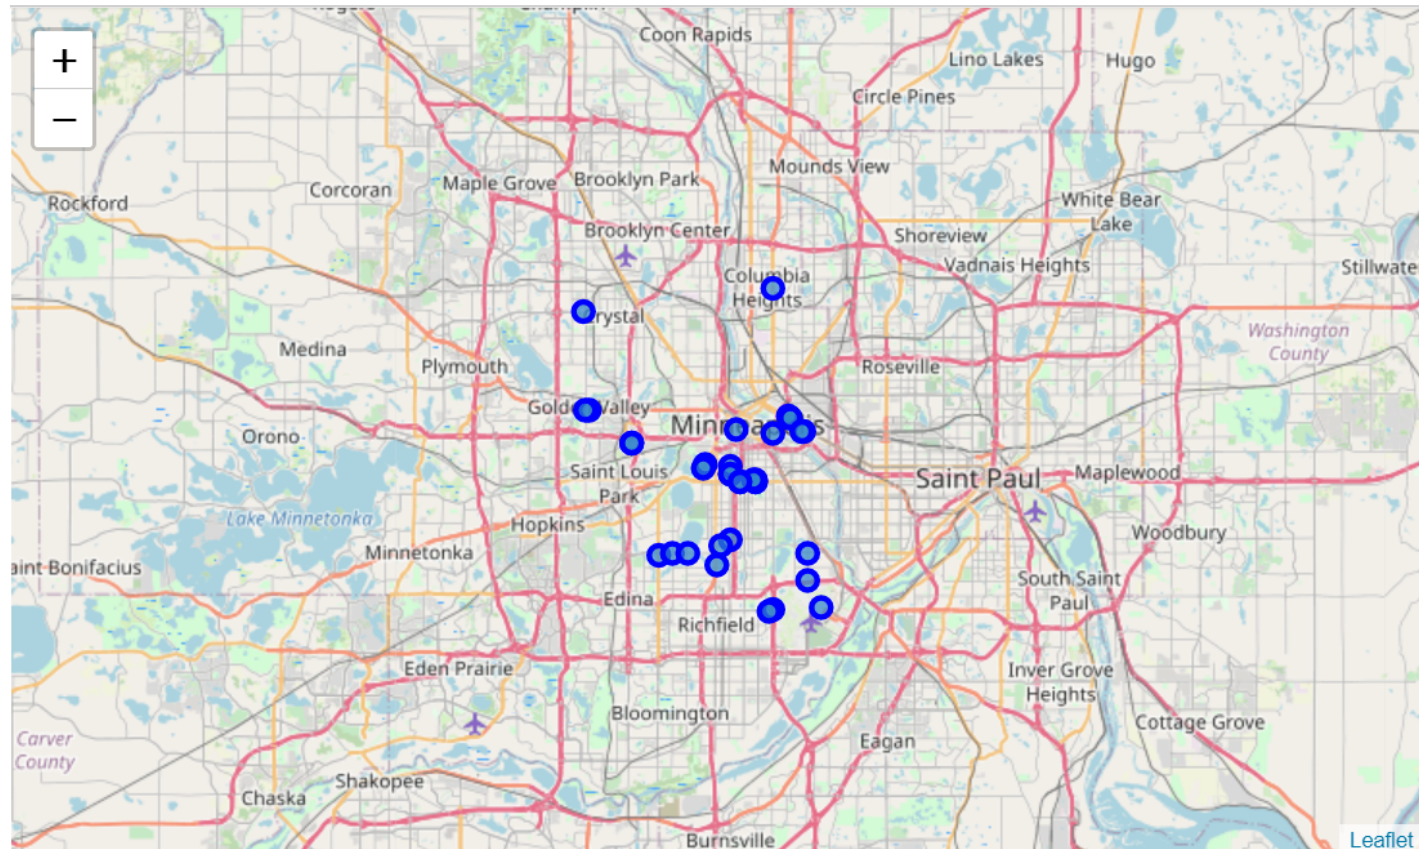 Coon Rapids
Lino Lakes
Hugo
+
−
Circle Pines
Mounds View
Corcoran
Maple Grove
Brooklyn Park
Rockford
White Bear
Lake
Brooklyn Center
Shoreview
Vadnais Heights
Stillwate
Columbia
Heights
rystal
Washington
County
Medina
Plymouth
Roseville
Golde Valley
Orono
Minneapolis
Saint Louis
Park
Saint Paul
Maplewood
Lake Minnetonka
Hopkins
Woodbury
Minnetonka
aint Bonifacius
South Saint
Paul
Edina
Richfield
Eden Prairie
Inver Grove
Heights
Bloomington
Cottage Grove
Carver
County
Eagan
Shakopee
Chaska
Burnsville
Leaflet